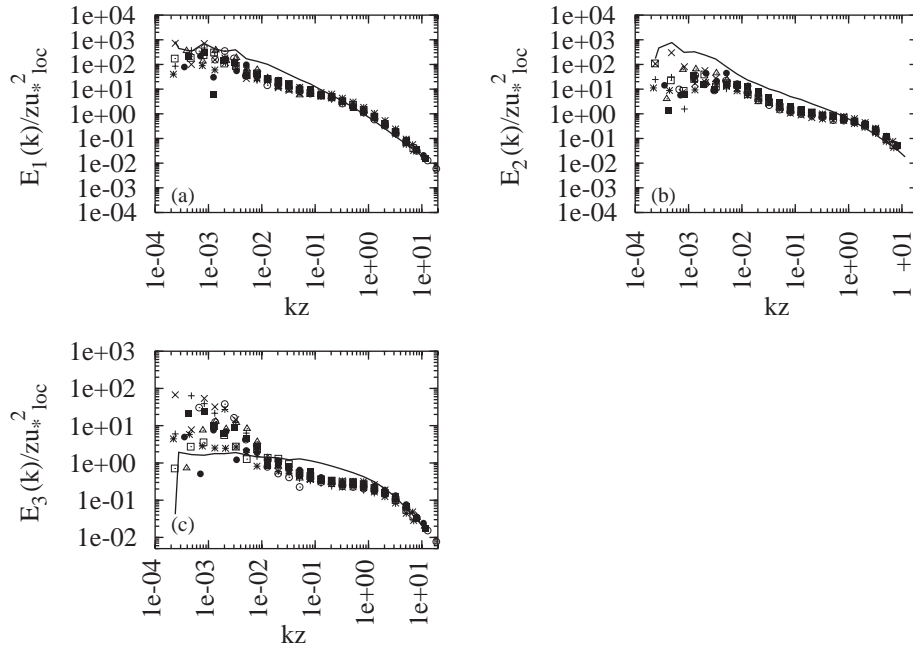 E₁(k)/zu*²loc
1e+04
1e+03
1e+02
1e+01
1e+00
1e-01
1e-02
1e-03
1e-04
(a)
1e-04
1e-03
1e-02
1e-01
1e+00
1e+01
kz
E₂(k)/zu*²loc
1e+04
1e+03
1e+02
1e+01
1e+00
1e-01
1e-02
1e-03
1e-04
(b)
1e-04
1e-03
1e-02
1e-01
1e+00
1 +01
kz
E₃(k)/zu*²loc
1e+03
1e+02
1e+01
1e+00
1e-01
1e-02
(c)
1e-04
1e-03
1e-02
1e-01
1e+00
1e+01
kz